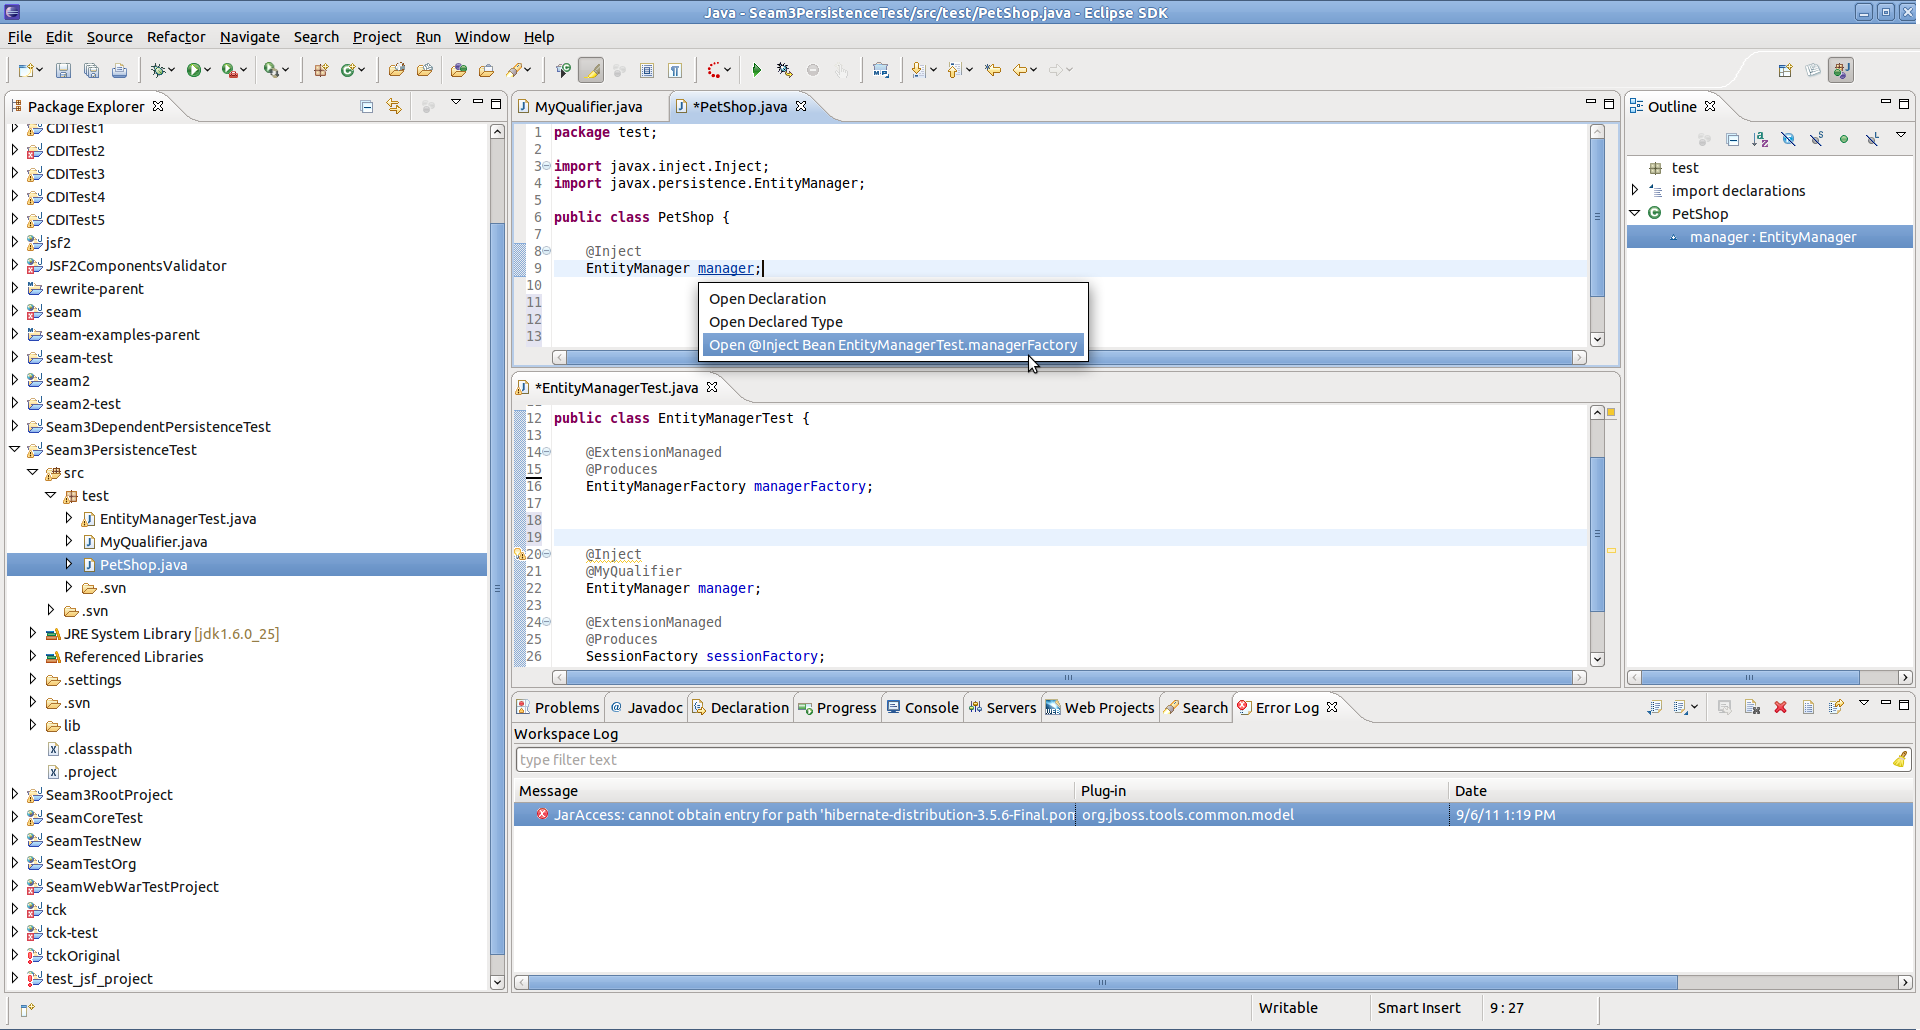 Java - Seam3PersistenceTest/src/test/PetShop.java - Eclipse SDK
File Edit Source Refactor Navigate Search Project Run Window Help
Package Explorer
CDITest1
CDITest2
CDITest3
CDITest4
CDITest5
jsf2
JSF2ComponentsValidator
rewrite-parent
seam
seam-examples-parent
seam-test
seam2
seam2-test
Seam3DependentPersistenceTest
Seam3PersistenceTest
src
test
EntityManagerTest.java
MyQualifier.java
PetShop.java
.svn
.svn
JRE System Library [jdk1.6.0_25]
Referenced Libraries
.settings
.svn
lib
.classpath
.project
Seam3RootProject
SeamCoreTest
SeamTestNew
SeamTestOrg
SeamWebWarTestProject
tck
tck-test
tckOriginal
test_jsf_project
MyQualifier.java *PetShop.java
1 package test;
2
3 import javax.inject.Inject;
4 import javax.persistence.EntityManager;
5
6 public class PetShop {
7
8 @Inject
9 EntityManager manager;
10
11
12
13
Open Declaration
Open Declared Type
Open @Inject Bean EntityManagerTest.managerFactory
*EntityManagerTest.java
12 public class EntityManagerTest {
13
14 @ExtensionManaged
15 @Produces
16 EntityManagerFactory managerFactory;
17
18
19
20 @Inject
21 @MyQualifier
22 EntityManager manager;
23
24 @ExtensionManaged
25 @Produces
26 SessionFactory sessionFactory;
Outline
test
import declarations
PetShop
manager : EntityManager
Problems @ Javadoc Declaration Progress Console Servers Web Projects Search Error Log
Workspace Log
type filter text
Message Plug-in Date
JarAccess: cannot obtain entry for path 'hibernate-distribution-3.5.6-Final.pom org.jboss.tools.common.model 9/6/11 1:19 PM
Writable Smart Insert 9 : 27